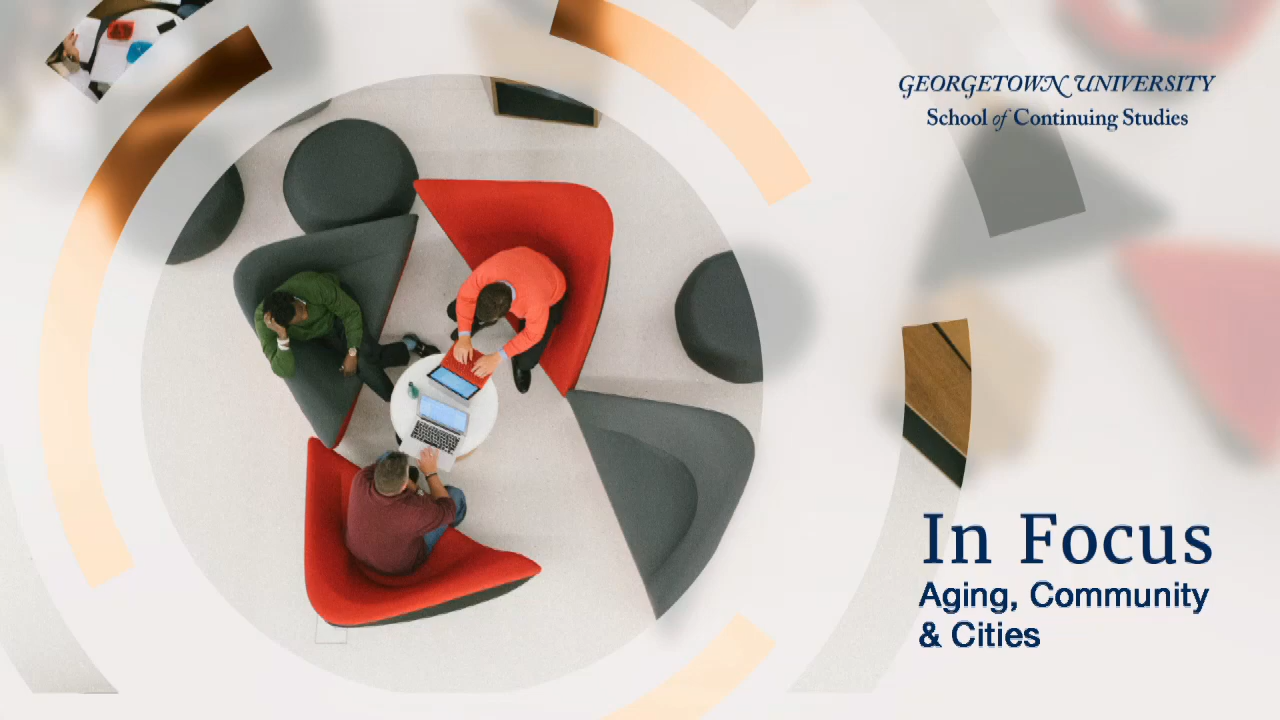 GEORGETOWN UNIVERSITY
School of Continuing Studies
In Focus
Aging, Community
& Cities